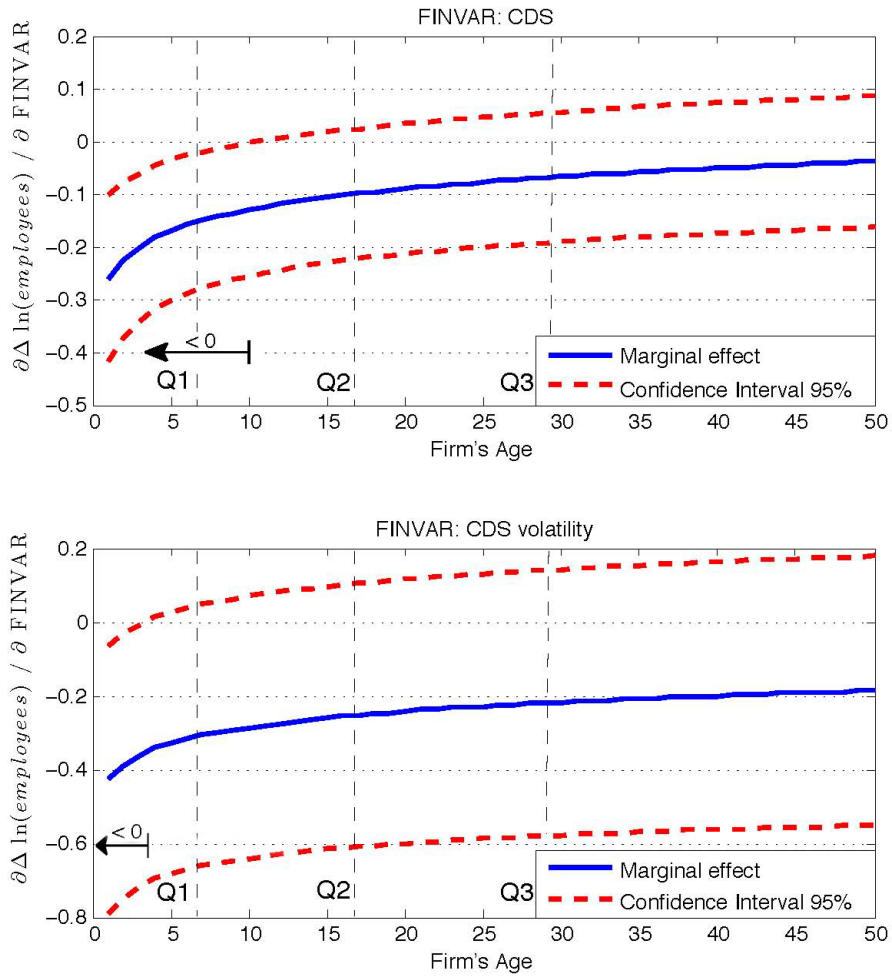 FINVAR: CDS
∂Δ ln(employees) / ∂ FINVAR
0.2
0.1
0
−0.1
−0.2
−0.3
−0.4
−0.5
< 0
Q1 Q2 Q3
Marginal effect
Confidence Interval 95%
0 5 10 15 20 25 30 35 40 45 50
Firm's Age
FINVAR: CDS volatility
∂Δ ln(employees) / ∂ FINVAR
0.2
0
−0.2
−0.4
−0.6
−0.8
< 0
Q1 Q2 Q3
Marginal effect
Confidence Interval 95%
0 5 10 15 20 25 30 35 40 45 50
Firm's Age